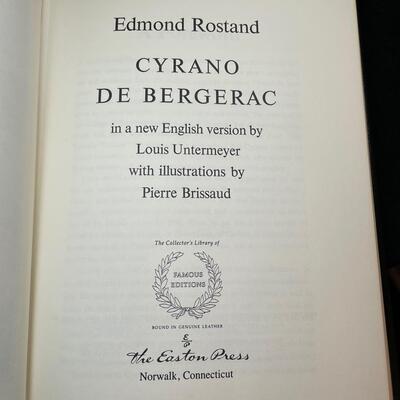 Edmond Rostand
CYRANO
DE BERGERAC
in a new English version by
Louis Untermeyer
with illustrations by
Pierre Brissaud
The Collector's Library of
FAMOUS
EDITIONS
BOUND IN GENUINE LEATHER
The Easton Press
Norwalk, Connecticut